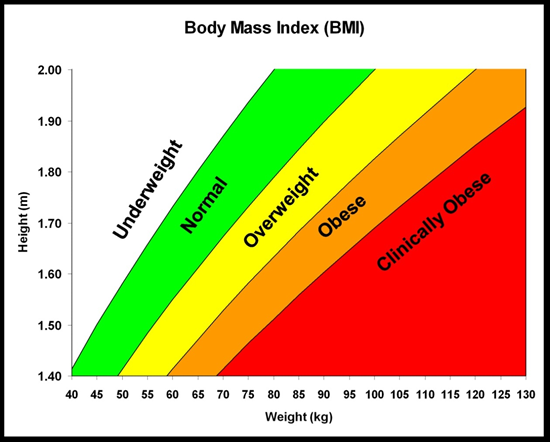 Body Mass Index (BMI)
2.00
1.90
1.80
1.70
1.60
1.50
1.40
Height (m)
Underweight
Normal
Overweight
Obese
Clinically Obese
40 45 50 55 60 65 70 75 80 85 90 95 100 105 110 115 120 125 130
Weight (kg)